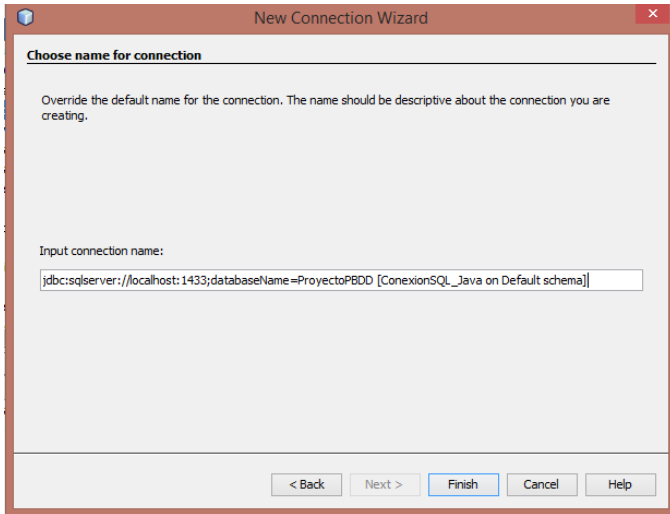 New Connection Wizard
Choose name for connection
Override the default name for the connection. The name should be descriptive about the connection you are
creating.
Input connection name:
jdbc:sqlserver://localhost:1433;databaseName=ProyectoPBDD [ConexionSQL_Java on Default schema]
< Back Next > Finish Cancel Help